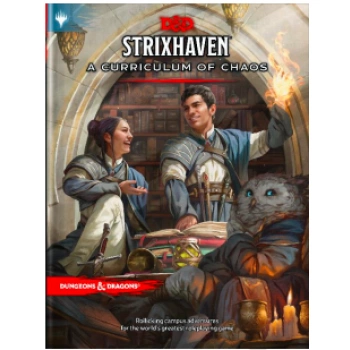 D&D
STRIXHAVEN
A CURRICULUM OF CHAOS
DUNGEONS & DRAGONS®
Rollicking campus adventures
for the world's greatest roleplaying game